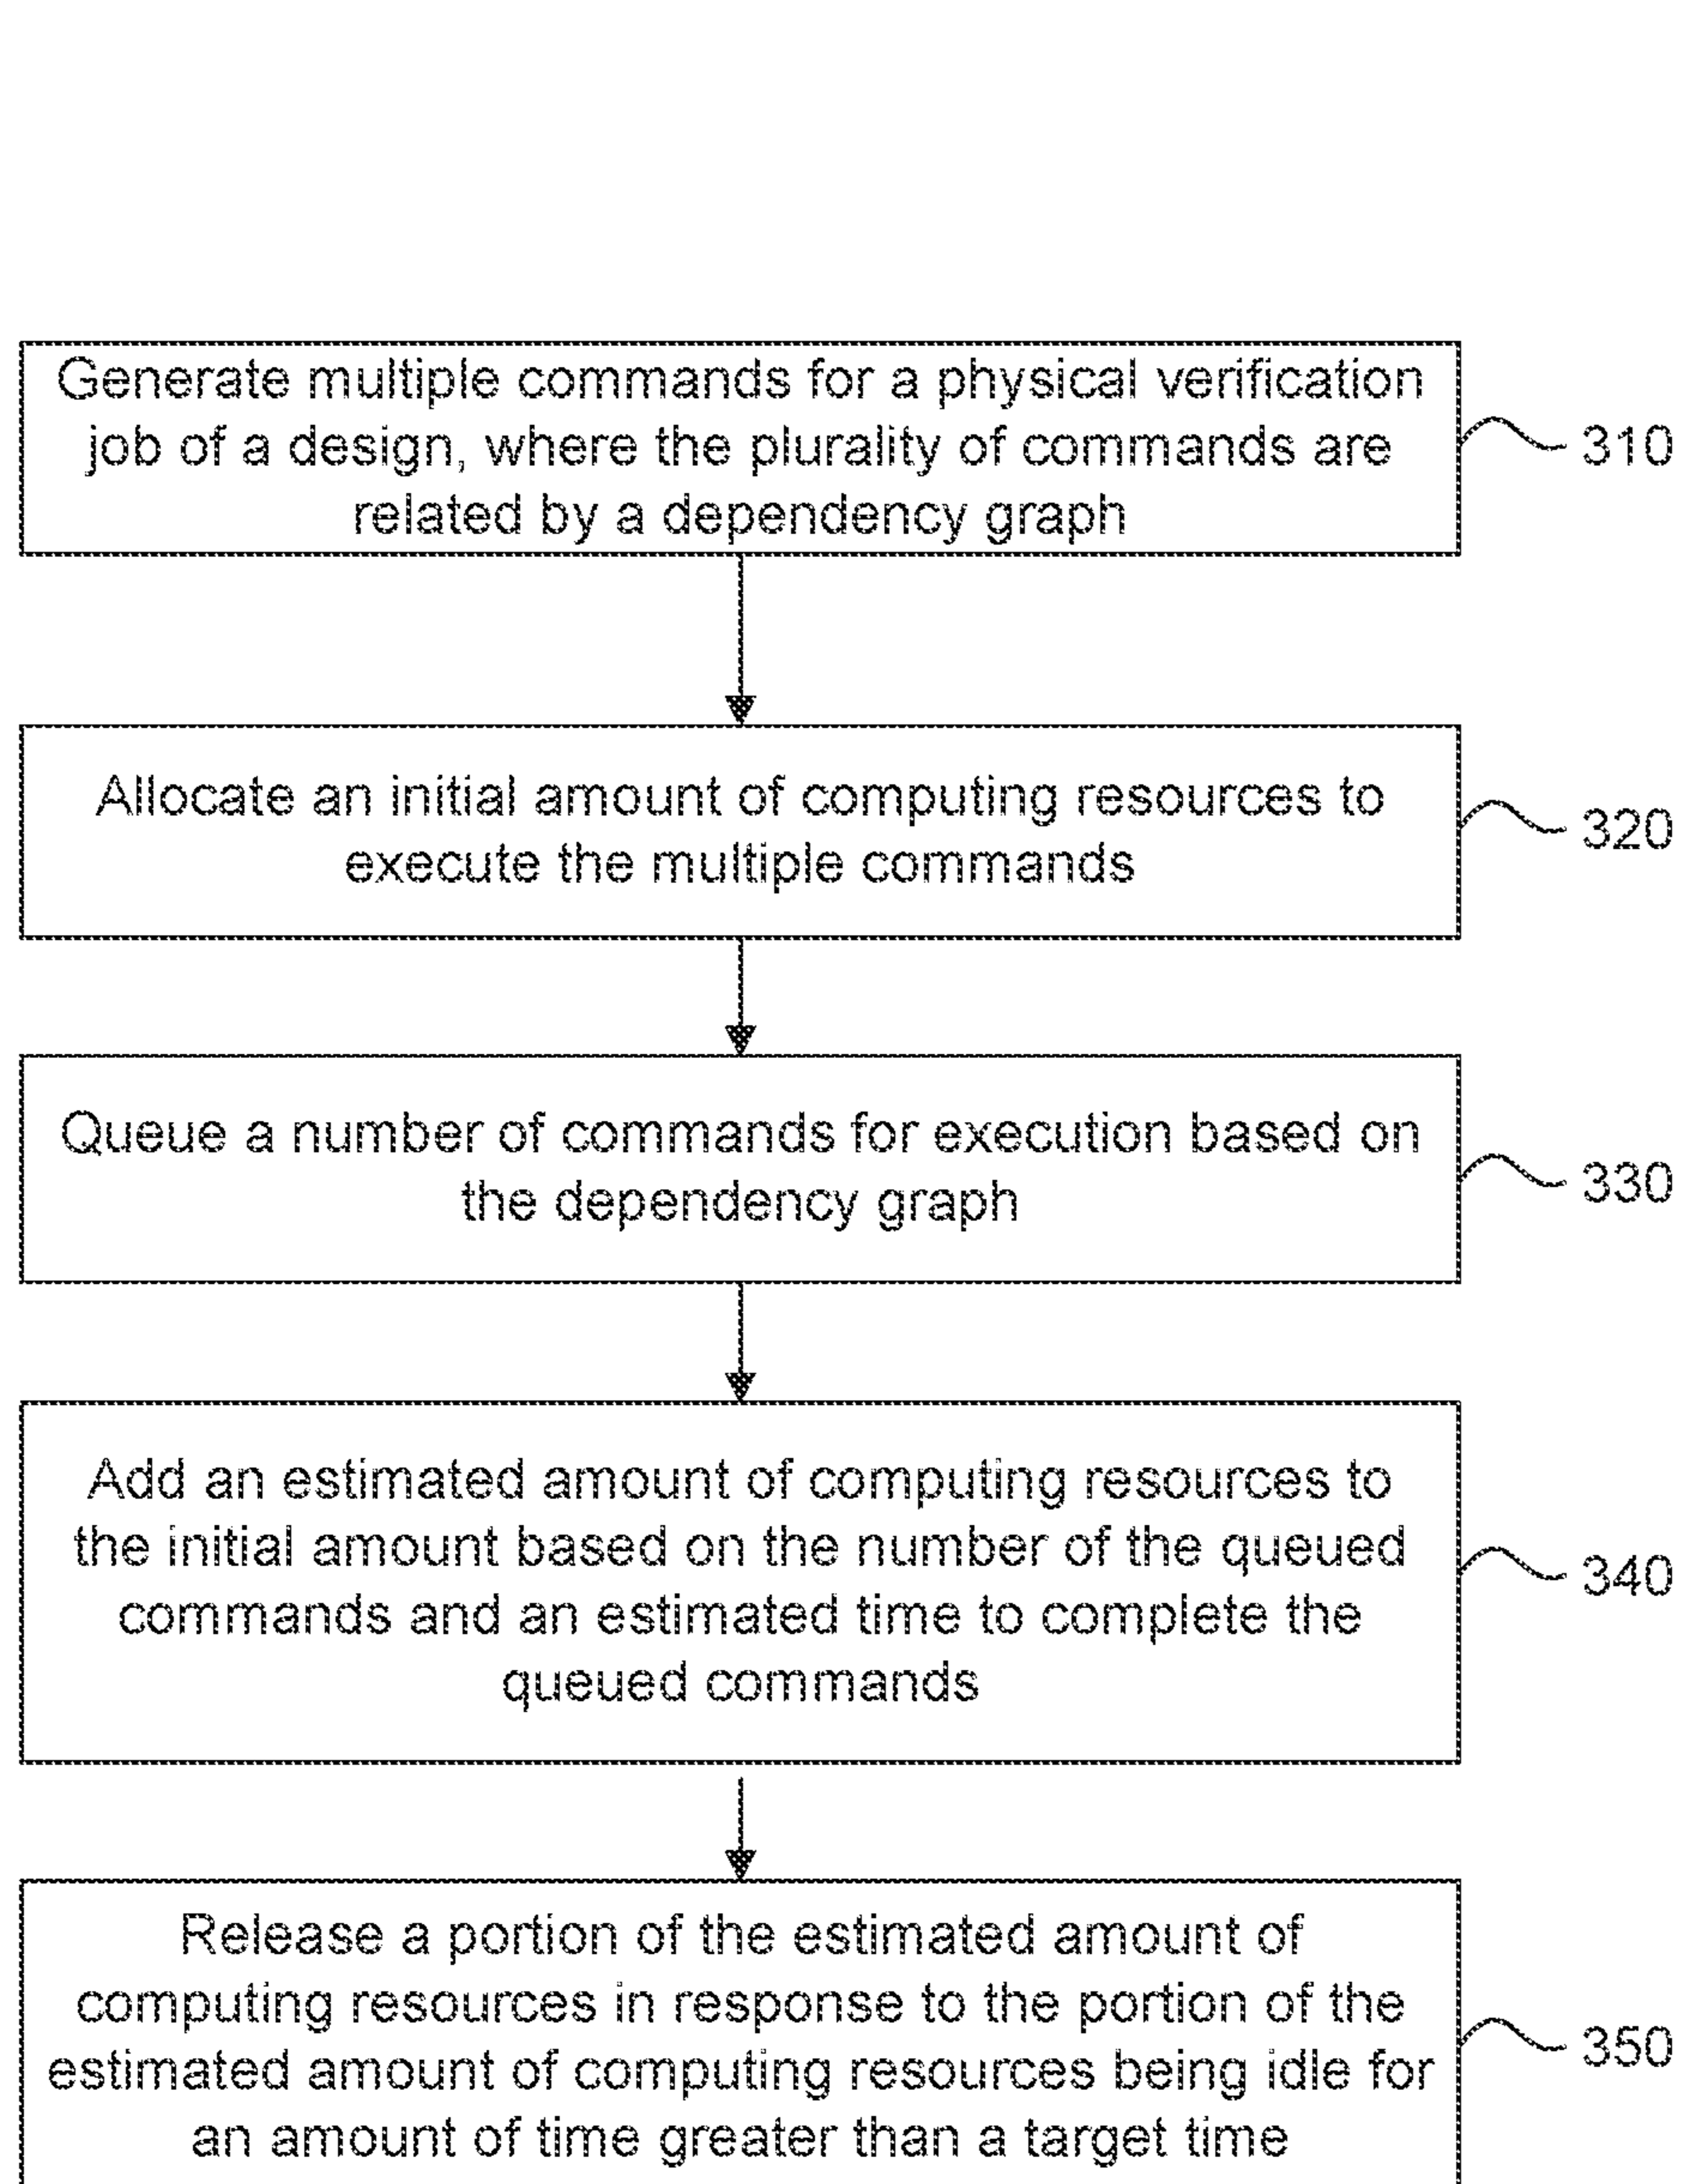 Generate multiple commands for a physical verification
job of a design, where the plurality of commands are
related by a dependency graph
310
Allocate an initial amount of computing resources to
execute the multiple commands
320
Queue a number of commands for execution based on
the dependency graph
330
Add an estimated amount of computing resources to
the initial amount based on the number of the queued
commands and an estimated time to complete the
queued commands
340
Release a portion of the estimated amount of
computing resources in response to the portion of the
estimated amount of computing resources being idle for
an amount of time greater than a target time
350